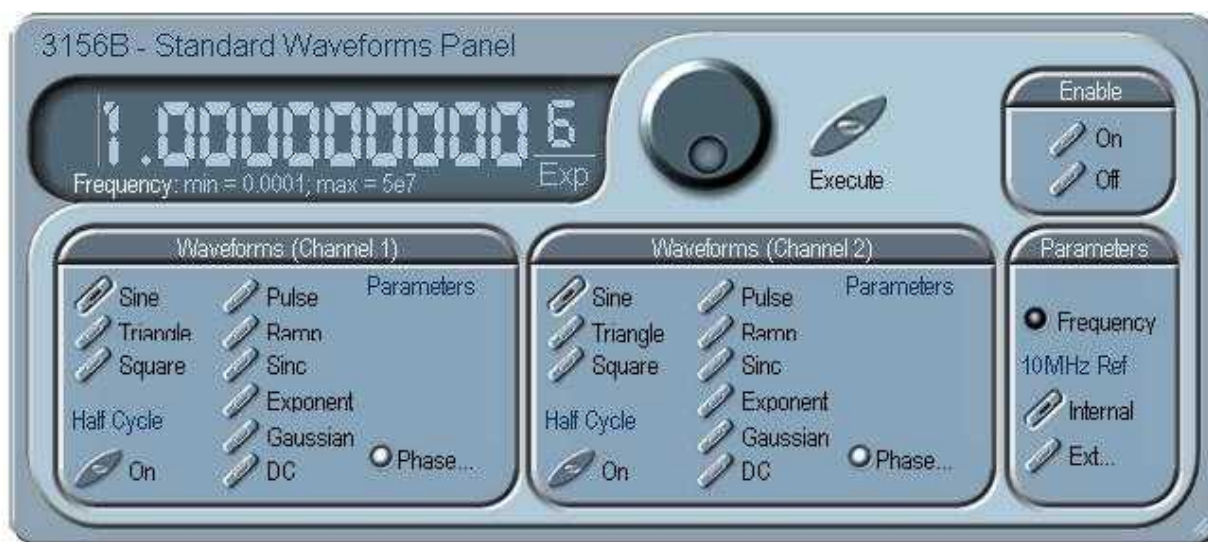 3156B - Standard Waveforms Panel
1.000000000 6
Exp
Frequency: min = 0.0001; max = 5e7
Execute
Enable
On
Off
Waveforms (Channel 1)
Sine
Triangle
Square
Half Cycle
On
Pulse
Ramp
Sinc
Exponent
Gaussian
DC
Parameters
Phase...
Waveforms (Channel 2)
Sine
Triangle
Square
Half Cycle
On
Pulse
Ramp
Sinc
Exponent
Gaussian
DC
Parameters
Phase...
Parameters
Frequency
10MHz Ref
Internal
Ext...